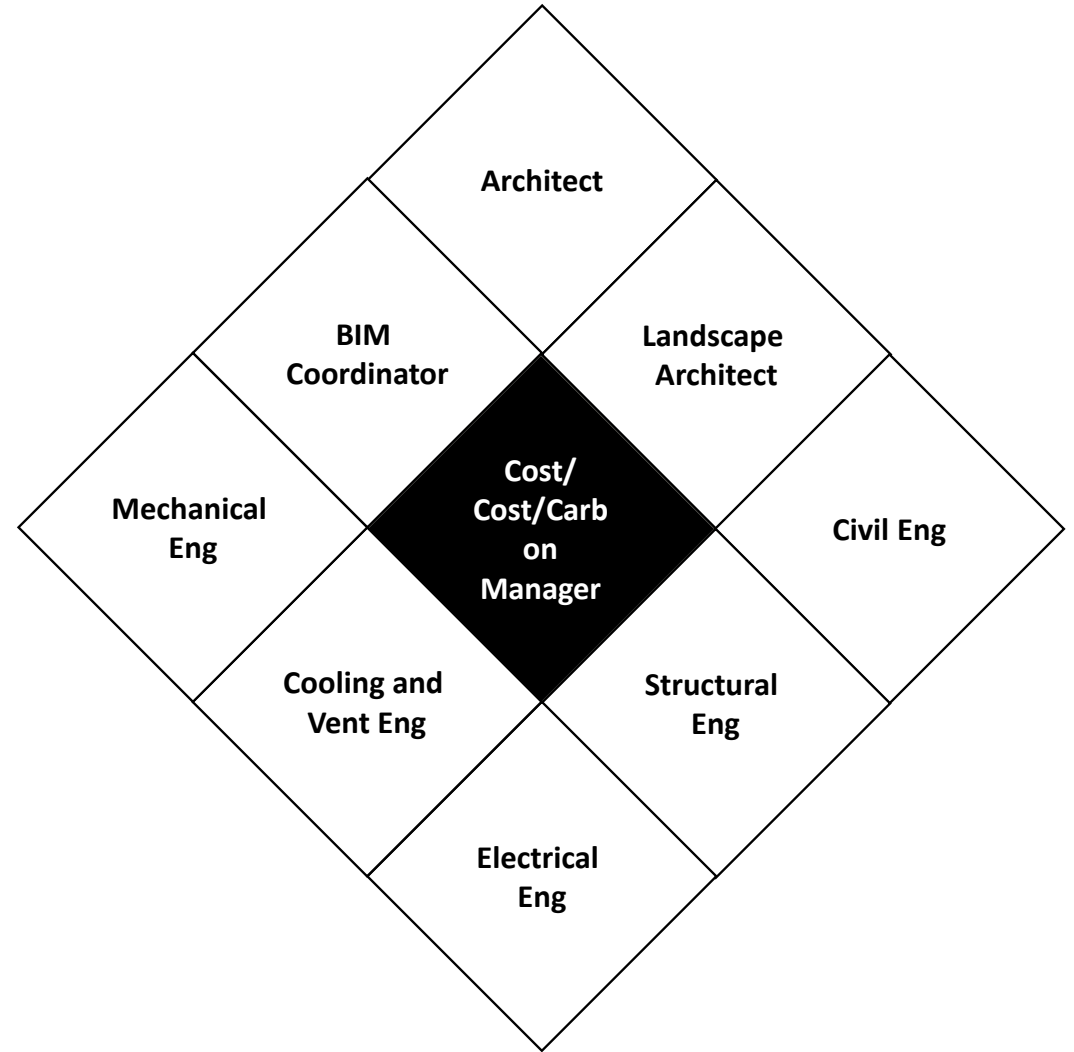 Architect
BIM
Coordinator
Landscape
Architect
Mechanical
Eng
Cost/
Cost/Carb
on
Manager
Civil Eng
Cooling and
Vent Eng
Structural
Eng
Electrical
Eng